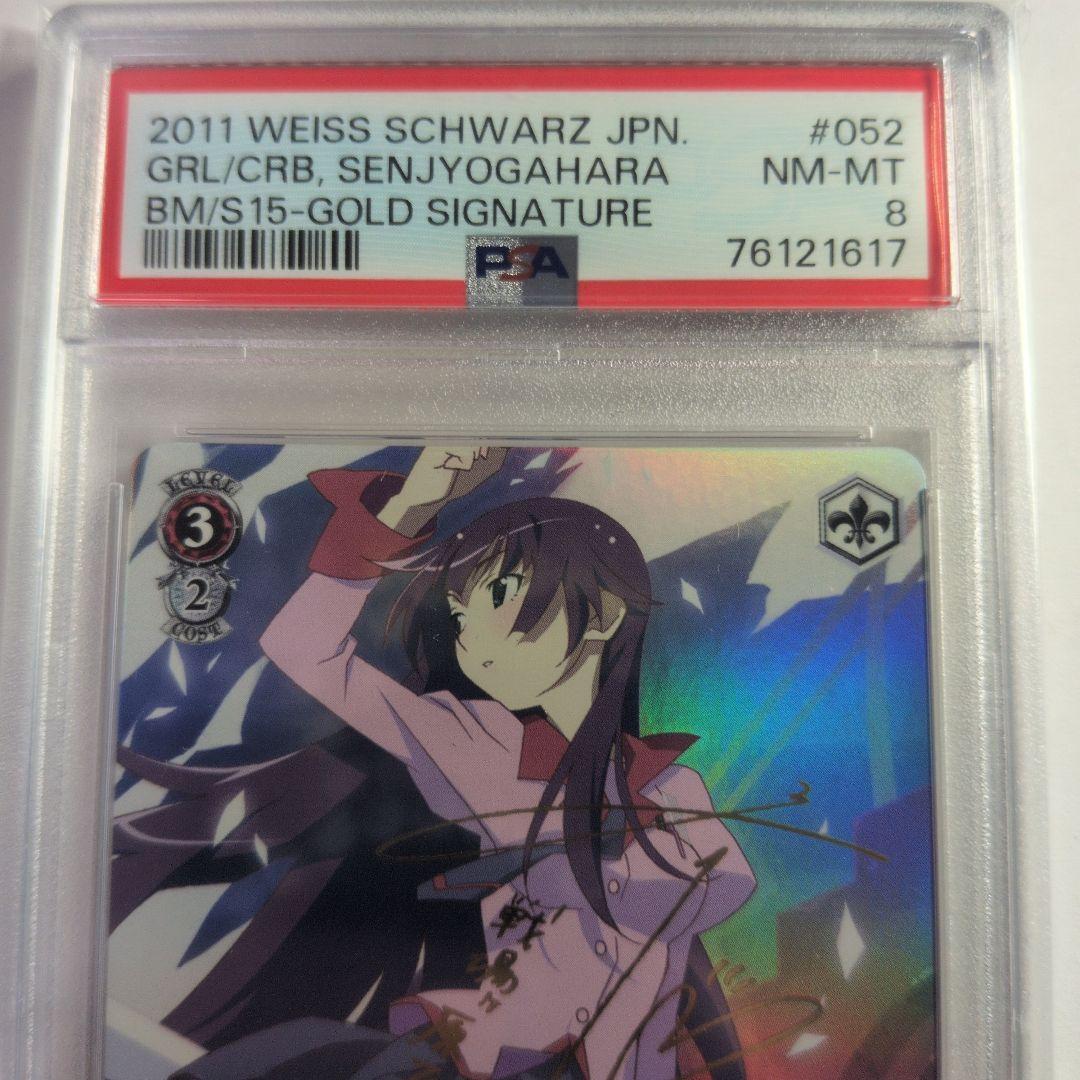 2011 WEISS SCHWARZ JPN. #052
GRL/CRB, SENJYOGAHARA NM-MT
BM/S15-GOLD SIGNATURE 8
76121617
PSA
LEVEL
3
2
COST